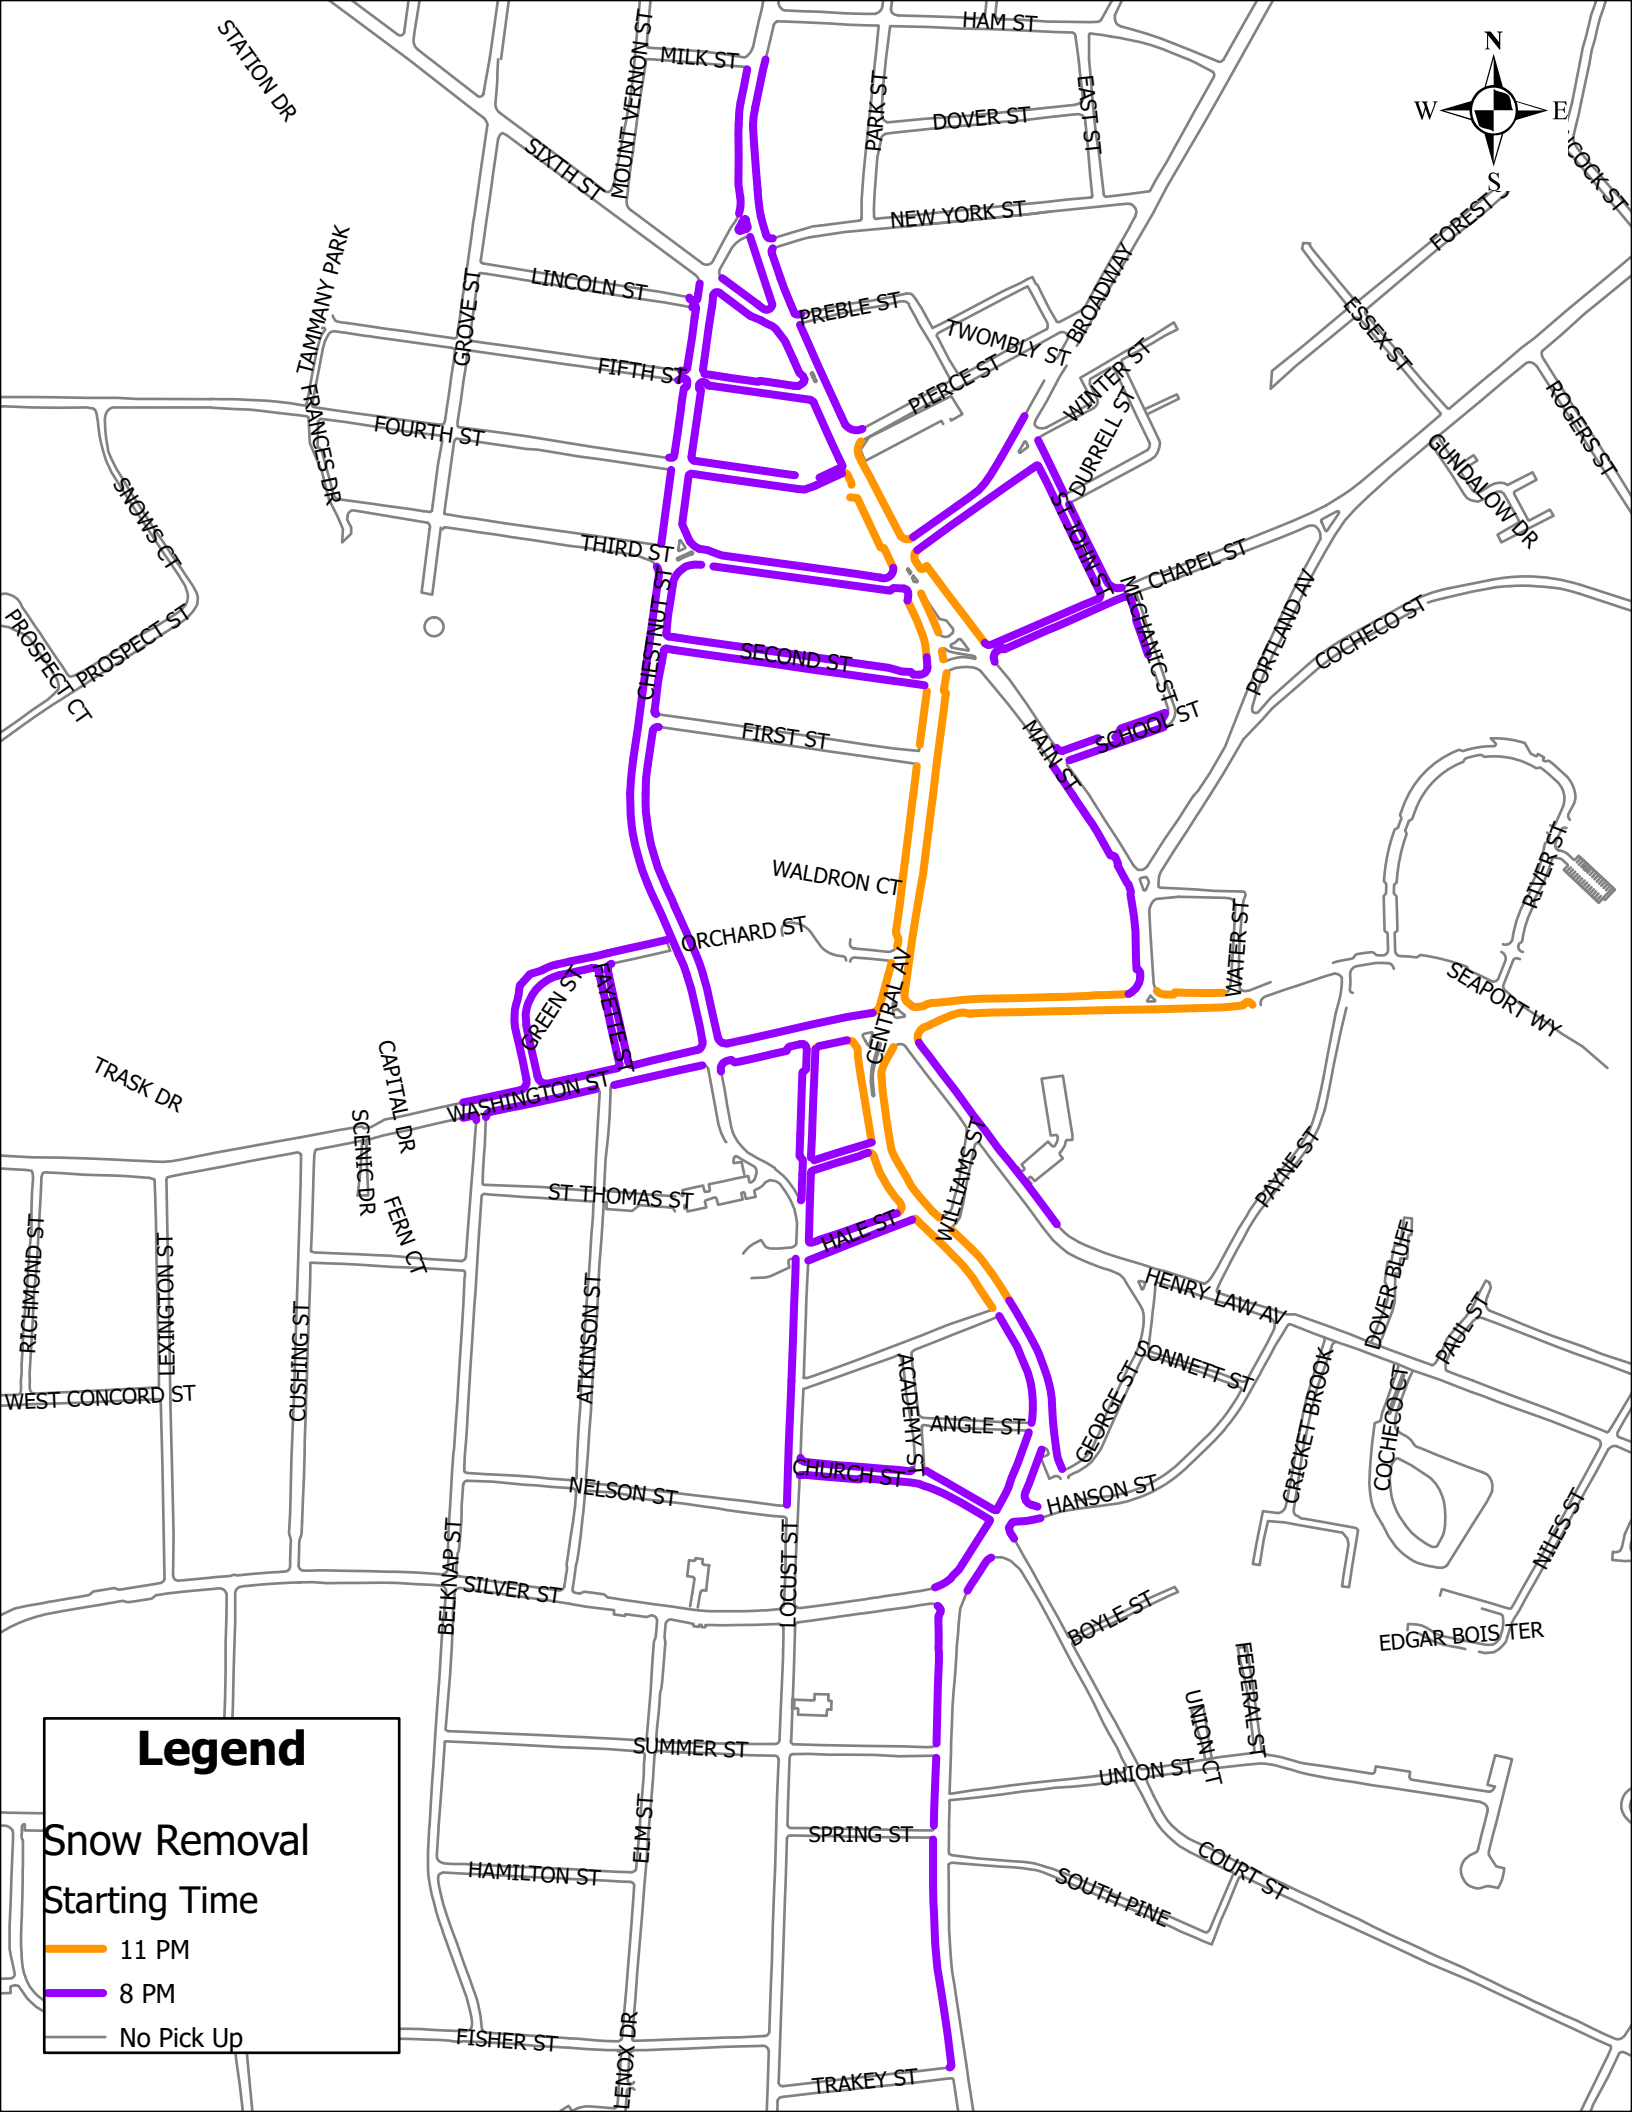 STATION DR
MOUNT VERNON ST
MILK ST
HAM ST
N
W
E
S
PARK ST
DOVER ST
EAST ST
SIXTH ST
NEW YORK ST
FOREST S
COCK ST
TAMMANY PARK
GROVE ST
LINCOLN ST
PREBLE ST
TWOMBLY ST
BROADWAY
ESSEX ST
FIFTH ST
PIERCE ST
WINTER ST
DURRELL ST
ROGERS ST
FRANCES DR
FOURTH ST
GUNDALOW DR
SNOWS CT
THIRD ST
ST JOHN ST
CHAPEL ST
MECHANIC ST
PORTLAND AV
COCHECO ST
PROSPECT CT
PROSPECT ST
CHESTNUT ST
SECOND ST
FIRST ST
MAIN ST
SCHOOL ST
WALDRON CT
RIVER ST
ORCHARD ST
WATER ST
CENTRAL AV
SEAPORT WY
GREEN ST
FAYETTE ST
TRASK DR
CAPITAL DR
WASHINGTON ST
SCENIC DR
FERN CT
ST THOMAS ST
WILLIAMS ST
PAYNE ST
HALE ST
RICHMOND ST
LEXINGTON ST
CUSHING ST
ATKINSON ST
HENRY LAW AV
DOVER BLUFF
PAUL ST
WEST CONCORD ST
ACADEMY ST
ANGLE ST
GEORGE ST
SONNETT ST
CRICKET BROOK
COCHECO CT
CHURCH ST
NELSON ST
HANSON ST
NILES ST
BELKNAP ST
SILVER ST
LOCUST ST
BOYLE ST
EDGAR BOIS TER
FEDERAL ST
UNION CT
SUMMER ST
UNION ST
ELM ST
SPRING ST
HAMILTON ST
SOUTH PINE
COURT ST
FISHER ST
LENOX DR
TRAKEY ST
Legend
Snow Removal
Starting Time
11 PM
8 PM
No Pick Up